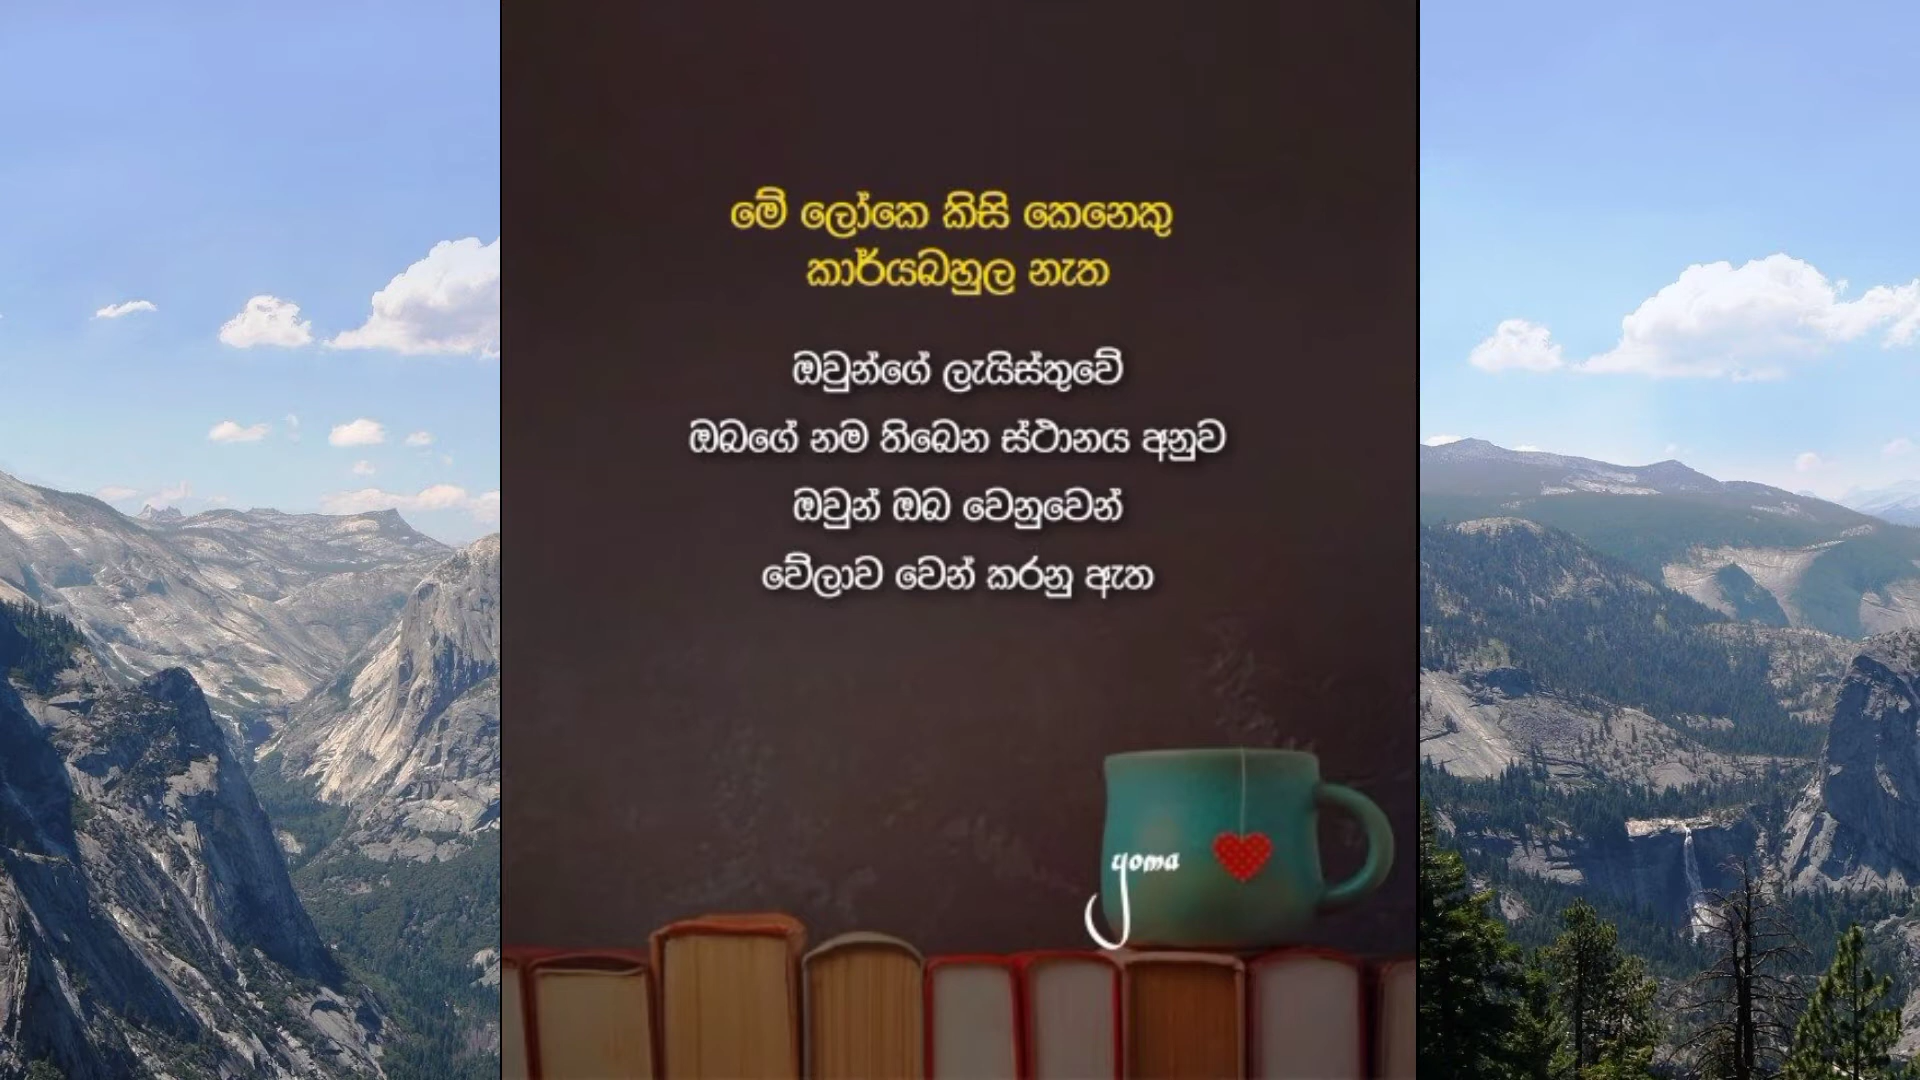 මේ ලෝකෙ කිසි කෙනෙකු
කාර්යබහුල නැත
ඔවුන්ගේ ලැයිස්තුවේ
ඔබගේ නම තිබෙන ස්ථානය අනුව
ඔවුන් ඔබ වෙනුවෙන්
වේලාව වෙන් කරනු ඇත
yoma